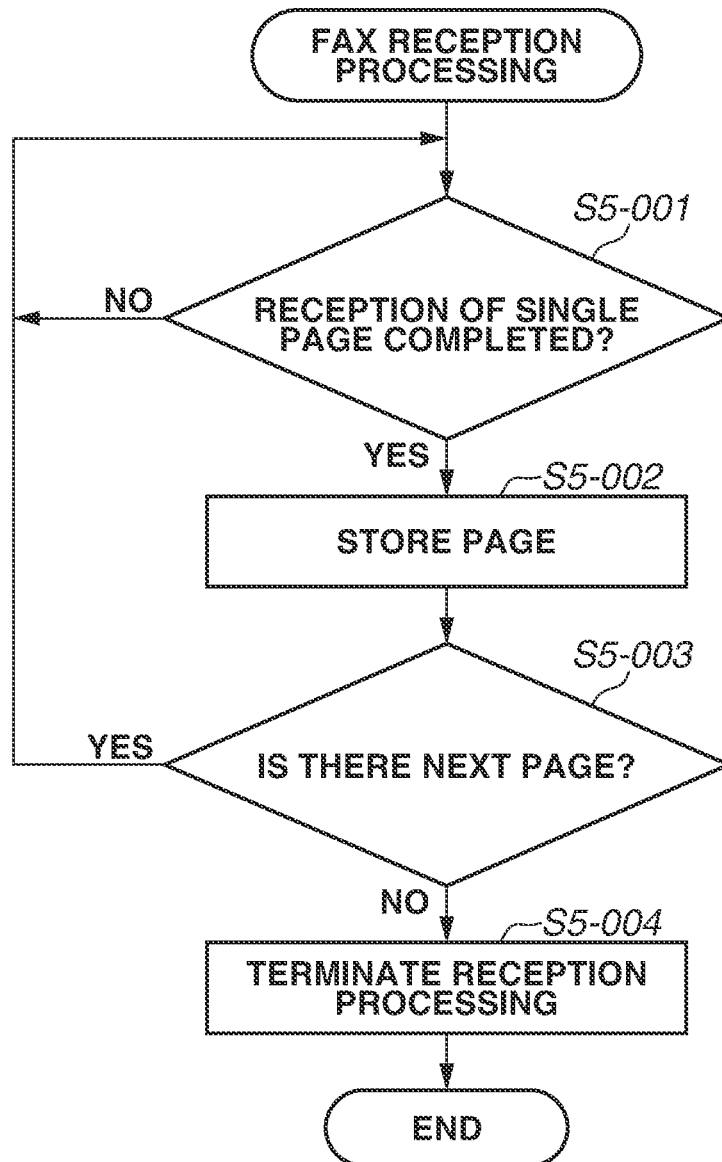 FAX RECEPTION
PROCESSING
S5-001
NO
RECEPTION OF SINGLE
PAGE COMPLETED?
YES
S5-002
STORE PAGE
S5-003
YES
IS THERE NEXT PAGE?
NO
S5-004
TERMINATE RECEPTION
PROCESSING
END